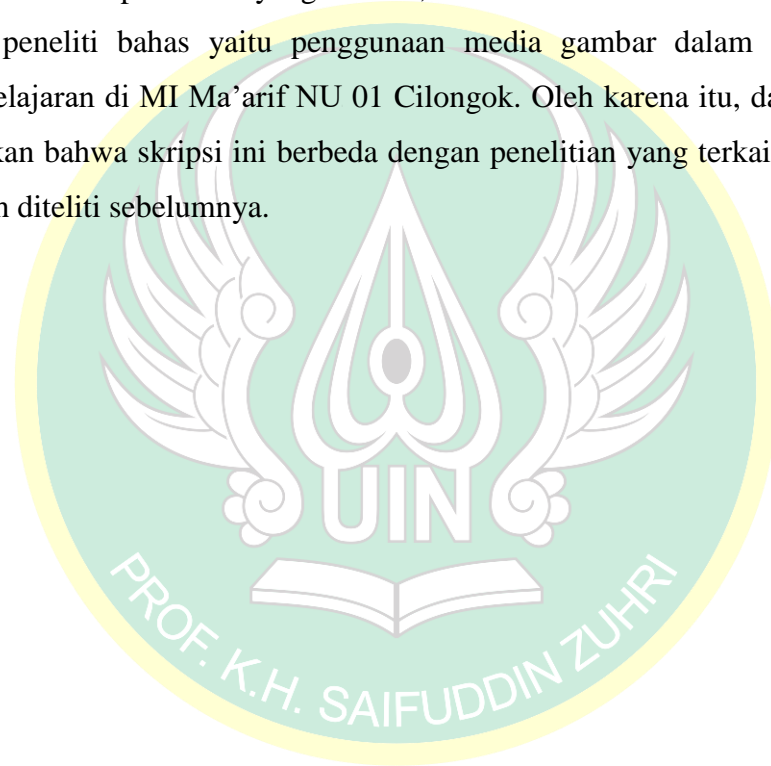 peneliti bahas yaitu penggunaan media gambar dalam
elajaran di MI Ma’arif NU 01 Cilongok. Oleh karena itu, da
kan bahwa skripsi ini berbeda dengan penelitian yang terkai
n diteliti sebelumnya.
UIN
PROF. K.H. SAIFUDDIN ZUHRI